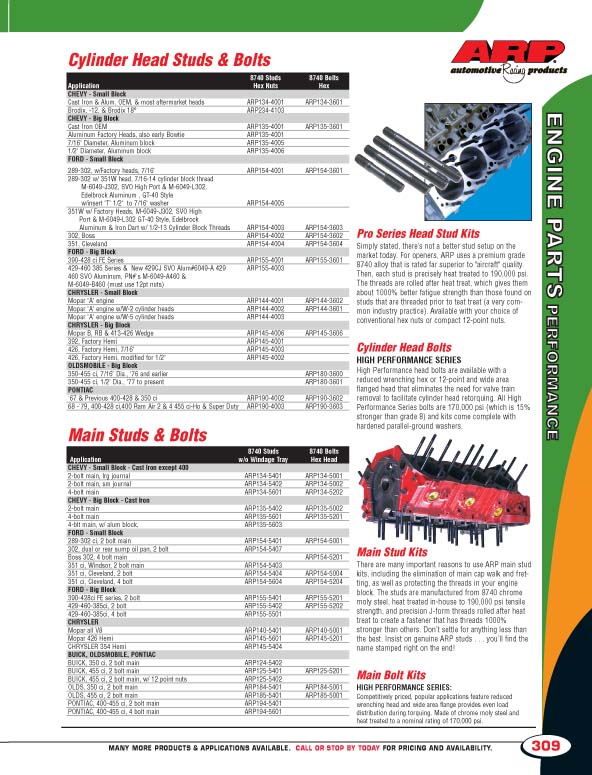 ARP
automotive Racing products
ENGINE PARTS PERFORMANCE
Cylinder Head Studs & Bolts
8740 Studs 8740 Bolts
Application Hex Nuts Hex
CHEVY - Small Block
Cast Iron & Alum, OEM, & most aftermarket heads ARP134-4001 ARP134-3601
Brodix, -12, & Brodix 18° ARP234-4103
CHEVY - Big Block
Cast Iron OEM ARP135-4001 ARP135-3601
Aluminum Factory Heads, also early Bowtie ARP135-4001
7/16" Diameter, Aluminum block ARP135-4005
1/2" Diameter, Aluminum block ARP135-4006
FORD - Small Block
289-302, w/Factory heads, 7/16" ARP154-4001 ARP154-3601
289-302 w/ 351W head, 7/16-14 cylinder block thread
M-6049-J302, SVO High Port & M-6049-L302,
Edelbrock Aluminum , GT-40 Style
w/insert "T" 1/2" to 7/16" washer ARP154-4005
351W w/ Factory Heads, M-6049-J302, SVO High
Port & M-6049-L302 GT-40 Style, Edelbrock
Aluminum & Iron Dart w/ 1/2-13 Cylinder Block Threads ARP154-4003 ARP154-3603
302, Boss ARP154-4002 ARP154-3602
351, Cleveland ARP154-4004 ARP154-3604
FORD - Big Block
390-428 ci FE Series ARP155-4001 ARP155-3601
429-460 385 Series & New 429CJ SVO Alum#6049-A 429 ARP155-4003
460 SVO Aluminum, PN#'s M-6049-A460 &
M-6049-B460 (must use 12pt nuts)
CHRYSLER - Small Block
Mopar "A" engine ARP144-4001 ARP144-3602
Mopar "A" engine w/W-2 cylinder heads ARP144-4002 ARP144-3601
Mopar "A" engine w/W-5 cylinder heads ARP144-4003
CHRYSLER - Big Block
Mopar B, RB & 413-426 Wedge ARP145-4006 ARP145-3606
392, Factory Hemi ARP145-4001
426, Factory Hemi, 7/16" ARP145-4003
426, Factory Hemi, modified for 1/2" ARP145-4002
OLDSMOBILE - Big Block
350-455 ci, 7/16" Dia., '76 and earlier ARP180-3600
350-455 ci, 1/2" Dia., '77 to present ARP180-3601
PONTIAC
'67 & Previous 400-428 & 350 ci ARP190-4002 ARP190-3602
68 - 79, 400-428 ci,400 Ram Air 2 & 4 455 ci-Ho & Super Duty ARP190-4003 ARP190-3603
Main Studs & Bolts
8740 Studs 8740 Bolts
Application w/o Windage Tray Hex Head
CHEVY - Small Block - Cast Iron except 400
2-bolt main, lrg journal ARP134-5401 ARP134-5001
2-bolt main, sm journal ARP134-5402 ARP134-5002
4-bolt main ARP134-5601 ARP134-5202
CHEVY - Big Block - Cast Iron
2-bolt main ARP135-5402 ARP135-5002
4-bolt main ARP135-5601 ARP135-5201
4-blt main, w/ alum block, ARP135-5603
FORD - Small Block
289-302 ci, 2 bolt main ARP154-5401 ARP154-5001
302, dual or rear sump oil pan, 2 bolt ARP154-5407
Boss 302, 4 bolt main ARP154-5201
351 ci, Windsor, 2 bolt main ARP154-5403
351 ci, Cleveland, 2 bolt ARP154-5404 ARP154-5004
351 ci, Cleveland, 4 bolt ARP154-5604 ARP154-5204
FORD - Big Block
390-428ci FE series, 2 bolt ARP155-5401 ARP155-5201
429-460-385ci, 2 bolt ARP155-5402 ARP155-5202
429-460-385ci, 4 bolt ARP155-5501
CHRYSLER
Mopar all V8 ARP140-5401 ARP140-5001
Mopar 426 Hemi ARP145-5601 ARP145-5201
CHRYSLER 354 Hemi ARP145-5404
BUICK, OLDSMOBILE, PONTIAC
BUICK, 350 ci, 2 bolt main ARP124-5402
BUICK, 455 ci, 2 bolt main ARP125-5401 ARP125-5201
BUICK, 455 ci, 2 bolt main, w/ 12 point nuts ARP125-5402
OLDS, 350 ci, 2 bolt main ARP184-5401 ARP184-5001
OLDS, 455 ci, 2 bolt main ARP185-5401 ARP185-5001
PONTIAC, 400-455 ci, 2 bolt main ARP194-5401
PONTIAC, 400-455 ci, 4 bolt main ARP194-5601
Pro Series Head Stud Kits
Simply stated, there's not a better stud setup on the
market today. For openers, ARP uses a premium grade
8740 alloy that is rated far superior to "aircraft" quality.
Then, each stud is precisely heat treated to 190,000 psi.
The threads are rolled after heat treat, which gives them
about 1000% better fatigue strength than those found on
studs that are threaded prior to teat treat (a very com-
mon industry practice). Available with your choice of
conventional hex nuts or compact 12-point nuts.
Cylinder Head Bolts
HIGH PERFORMANCE SERIES
High Performance head bolts are available with a
reduced wrenching hex or 12-point and wide area
flanged head that eliminates the need for valve train
removal to facilitate cylinder head retorquing. All High
Performance Series bolts are 170,000 psi (which is 15%
stronger than grade 8) and kits come complete with
hardened parallel-ground washers.
Main Stud Kits
There are many important reasons to use ARP main stud
kits, including the elimination of main cap walk and fret-
ting, as well as protecting the threads in your engine
block. The studs are manufactured from 8740 chrome
moly steel, heat treated in-house to 190,000 psi tensile
strength, and precision J-form threads rolled after heat
treat to create a fastener that has threads 1000%
stronger than others. Don't settle for anything less than
the best. Insist on genuine ARP studs . . . you'll find the
name stamped right on the end!
Main Bolt Kits
HIGH PERFORMANCE SERIES:
Competitively priced, popular applications feature reduced
wrenching head and wide area flange provides even load
distribution during torquing. Made of chrome moly steel and
heat treated to a nominal rating of 170,000 psi.
MANY MORE PRODUCTS & APPLICATIONS AVAILABLE. CALL OR STOP BY TODAY FOR PRICING AND AVAILABILITY.
309